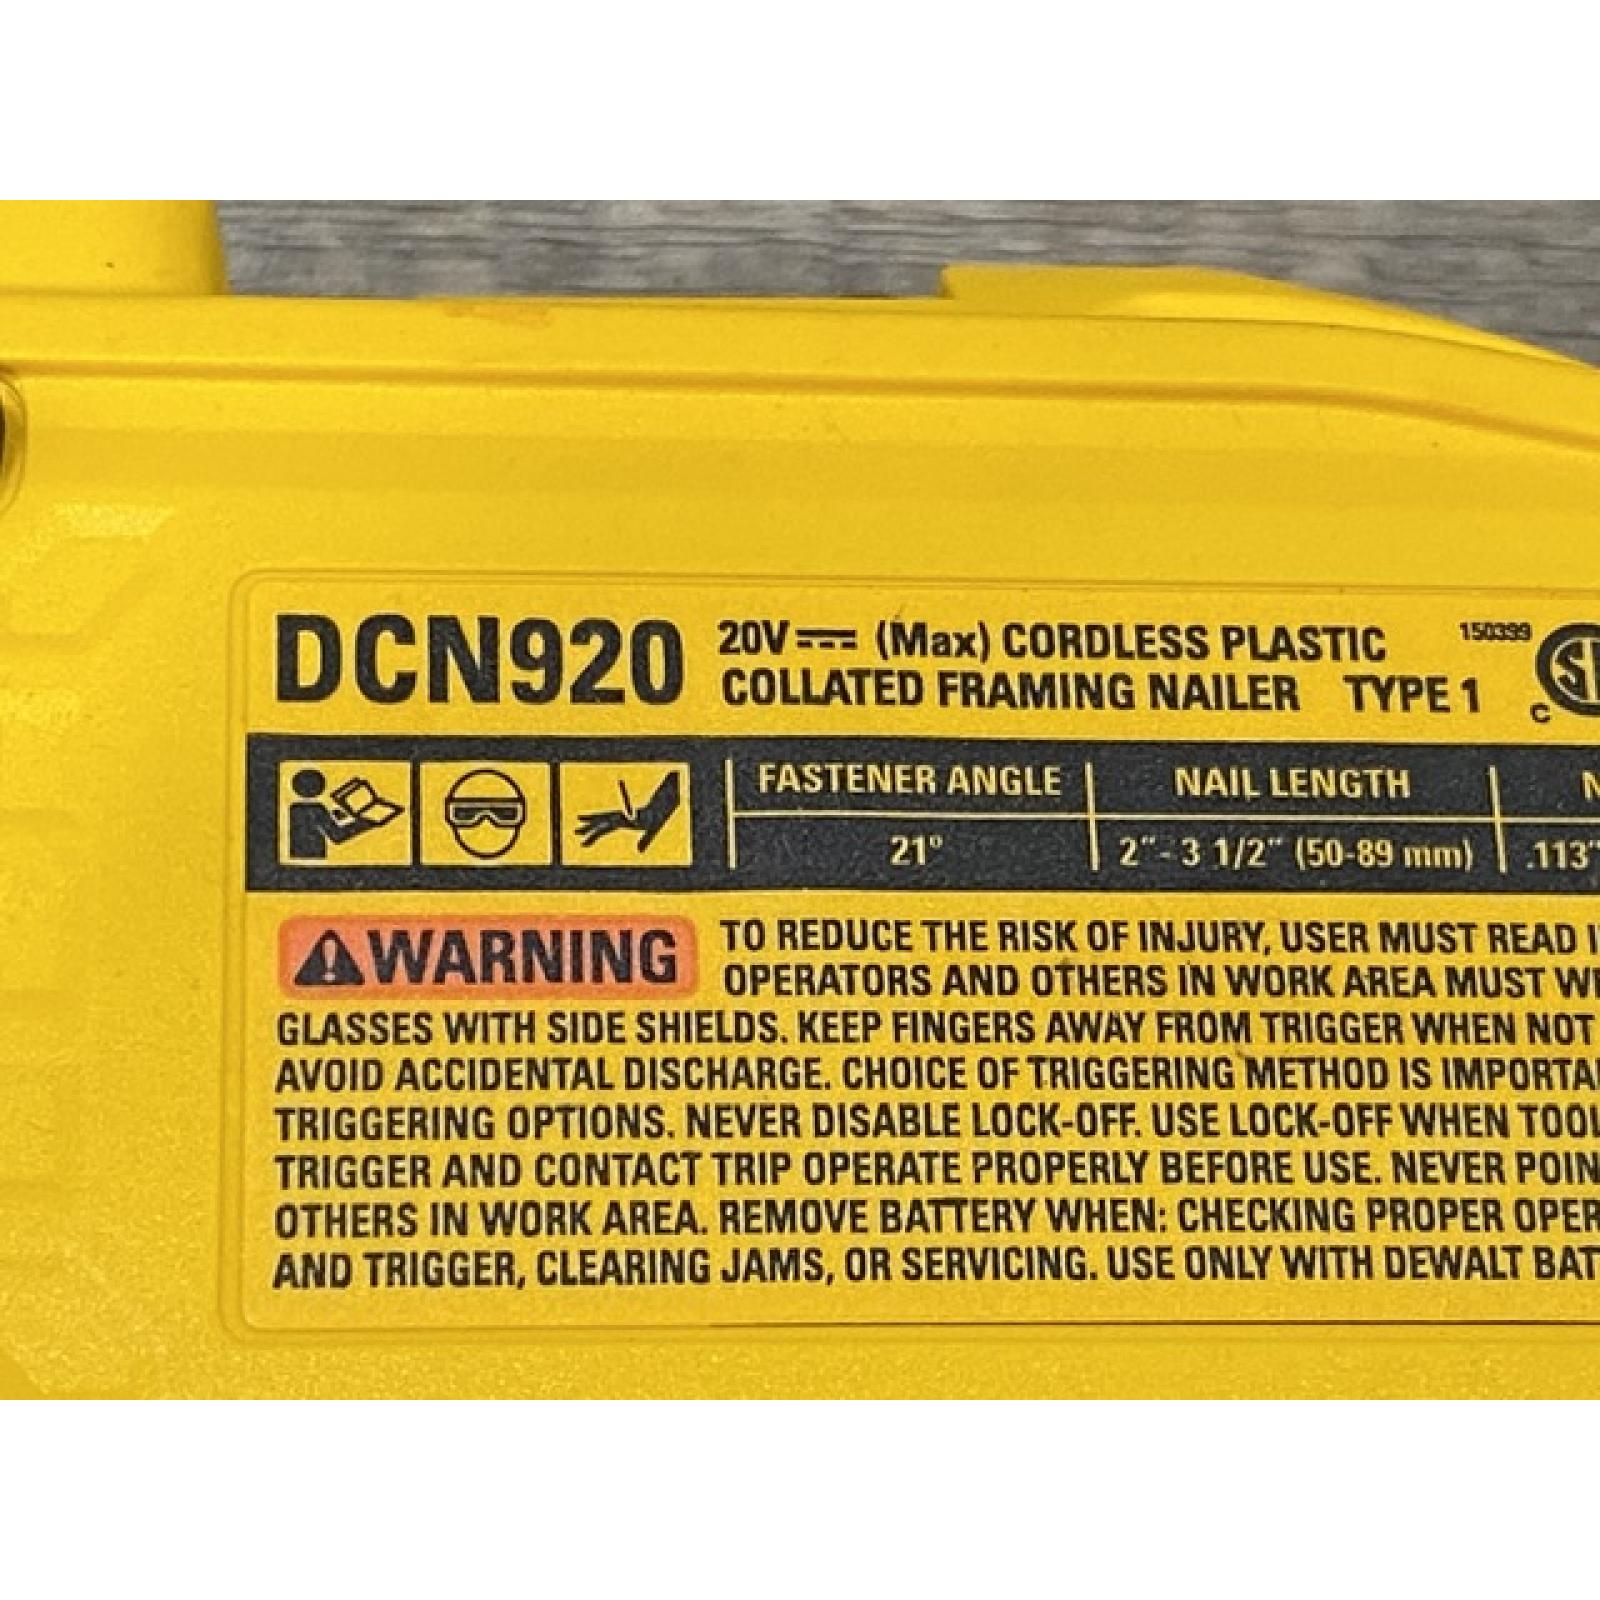 DCN920 20V (Max) CORDLESS PLASTIC 150399
COLLATED FRAMING NAILER TYPE 1 C
FASTENER ANGLE NAIL LENGTH
21° 2"- 3 1/2" (50-89 mm) .113"
WARNING TO REDUCE THE RISK OF INJURY, USER MUST READ
OPERATORS AND OTHERS IN WORK AREA MUST
GLASSES WITH SIDE SHIELDS. KEEP FINGERS AWAY FROM TRIGGER WHEN NOT
AVOID ACCIDENTAL DISCHARGE. CHOICE OF TRIGGERING METHOD IS
TRIGGERING OPTIONS. NEVER DISABLE LOCK-OFF. USE LOCK-OFF WHEN
TRIGGER AND CONTACT TRIP OPERATE PROPERLY BEFORE USE. NEVER
OTHERS IN WORK AREA. REMOVE BATTERY WHEN: CHECKING PROPER
AND TRIGGER, CLEARING JAMS, OR SERVICING. USE ONLY WITH DEWALT